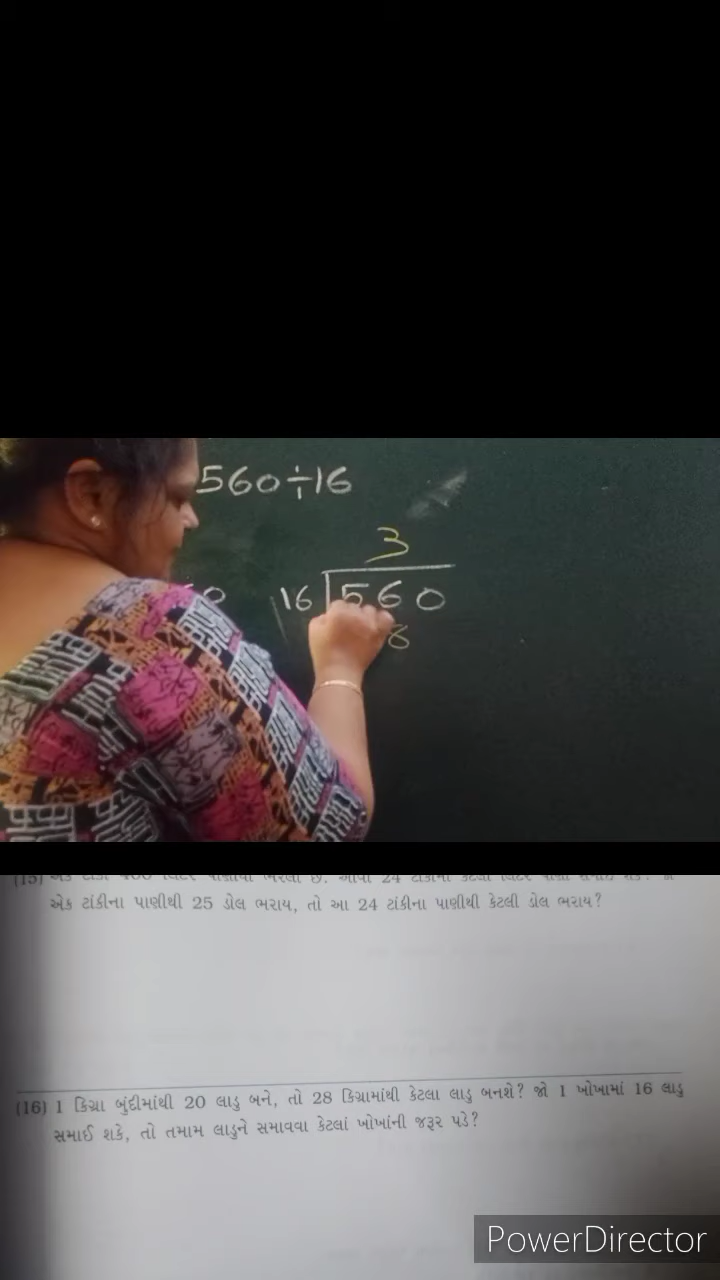 560÷16
3
16 560
8
એક ટાંકીના પાણીથી 25 ડોલ ભરાય, તો આ 24 ટાંકીના પાણીથી કેટલી ડોલ ભરાય?
(16) 1 કિગ્રા બુંદીમાંથી 20 લાડુ બને, તો 28 કિગ્રામાંથી કેટલા લાડુ બનશે? જો 1 ખોખામાં 16 લાડુ
સમાઈ શકે, તો તમામ લાડુને સમાવવા કેટલાં ખોખાંની જરૂર પડે?
PowerDirector